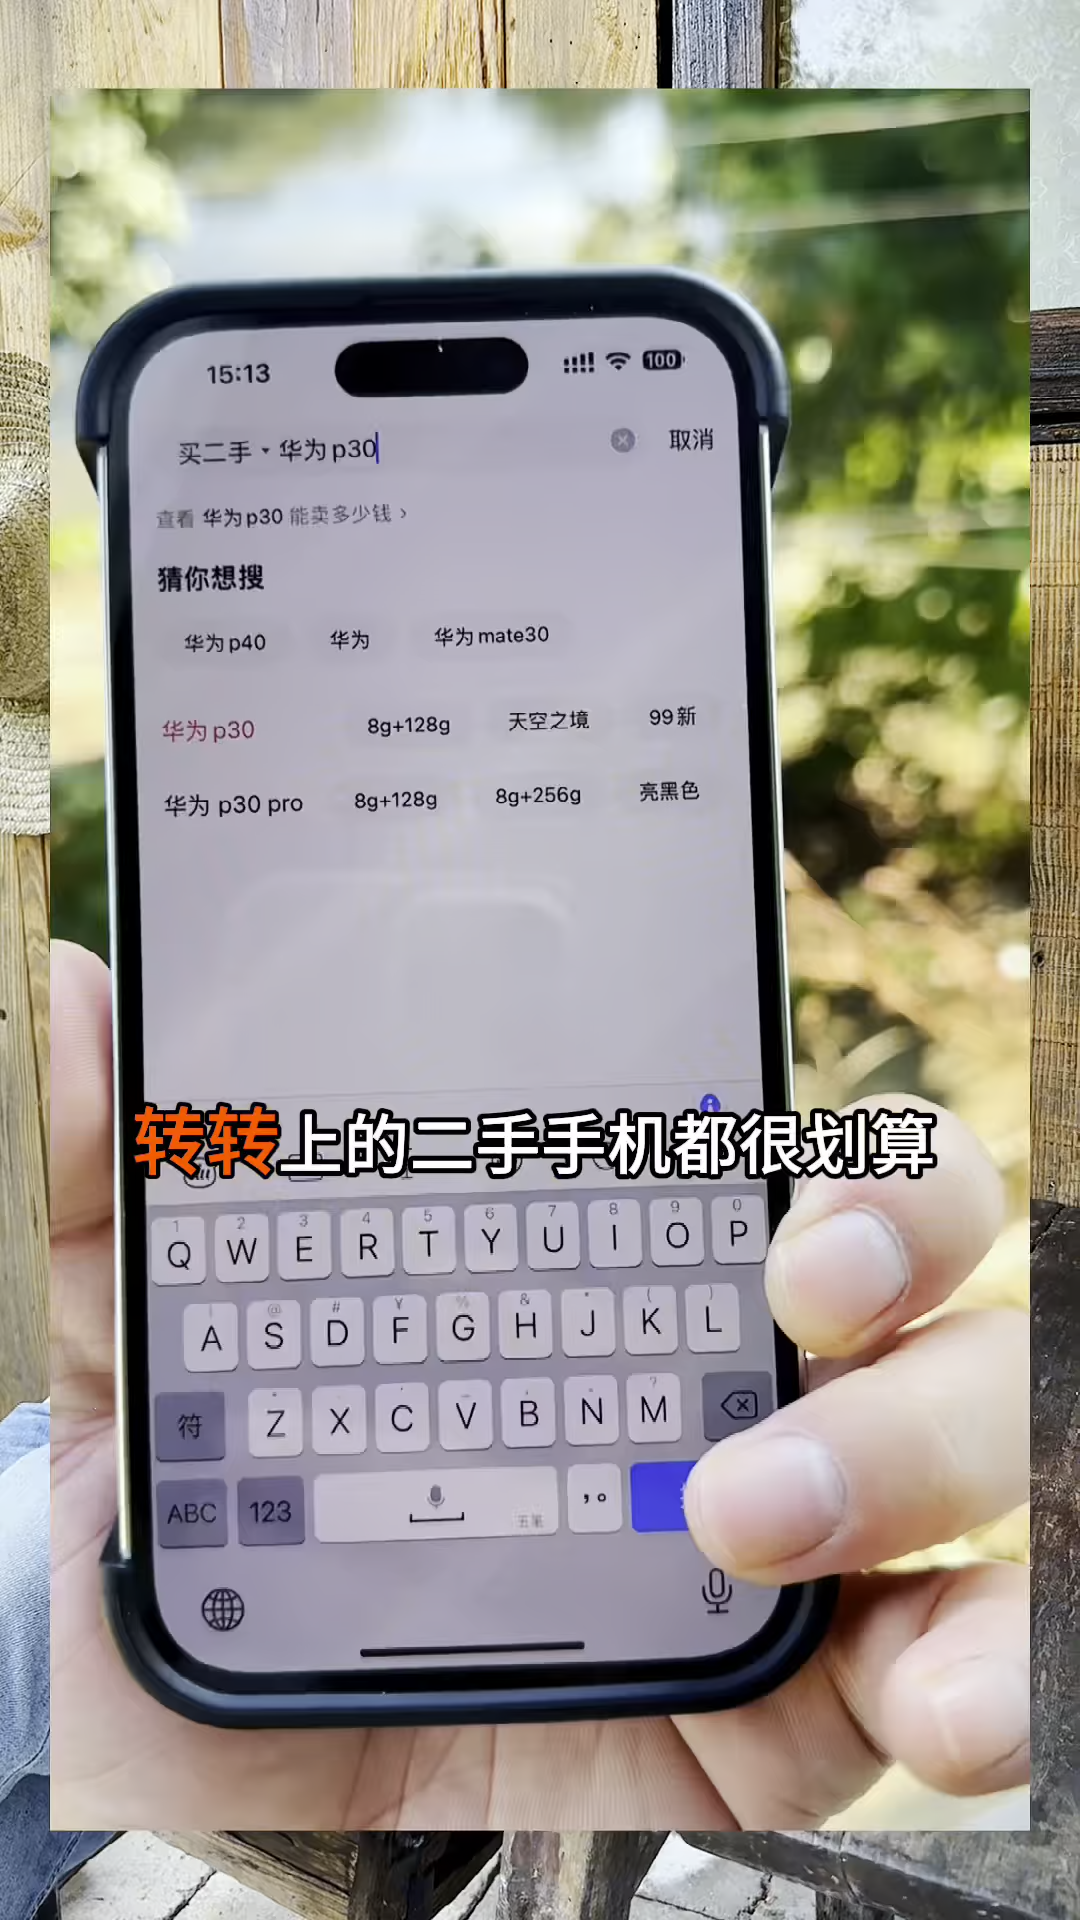 15:13 100
买二手 华为 p30 取消
查看 华为 p30 能卖多少钱 ›
猜你想搜
华为 p40 华为 华为 mate30
华为 p30 8g+128g 天空之境 99新
华为 p30 pro 8g+128g 8g+256g 亮黑色
转转上的二手手机都很划算
1 2 3 4 5 6 7 8 9 0
Q W E R T Y U I O P
@ # ¥ % & * ( )
A S D F G H J K L
符 Z X C V B N M
ABC 123 五笔 ,。